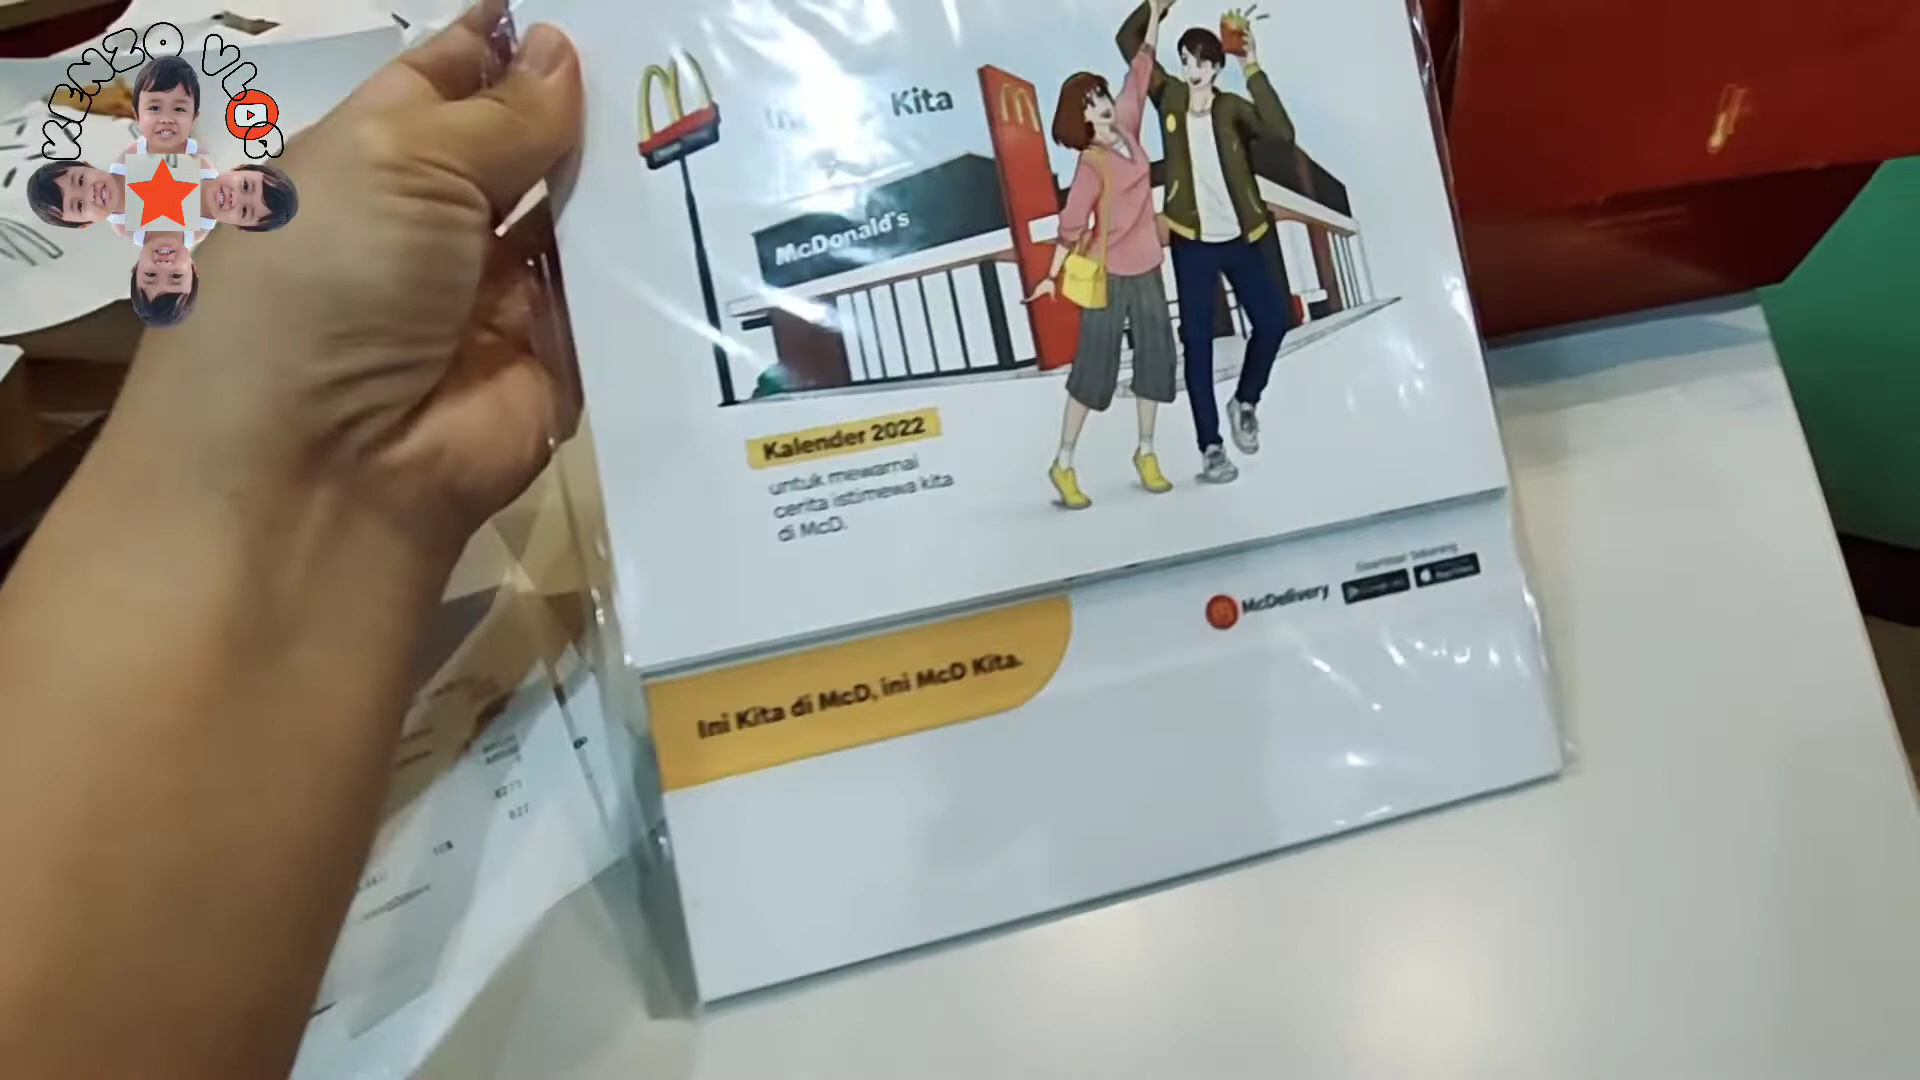 KENZO VLOG
Kita
McDonald's
Kalender 2022
untuk mewarnai
cerita istimewa kita
di McD.
McDelivery
Ini Kita di McD, ini McD Kita.